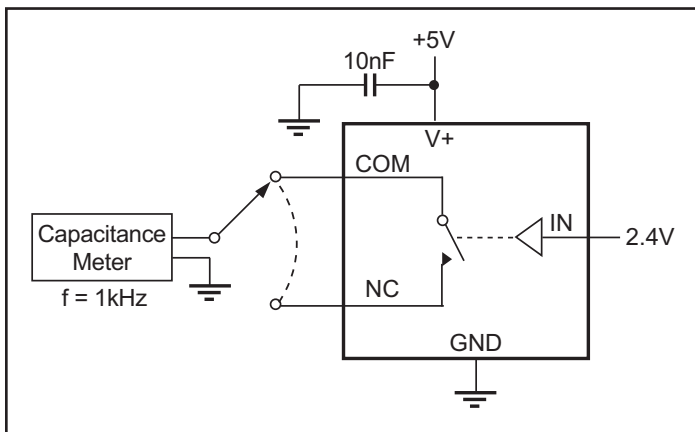 +5V
10nF
V+
COM
IN
2.4V
Capacitance
Meter
f = 1kHz
NC
GND